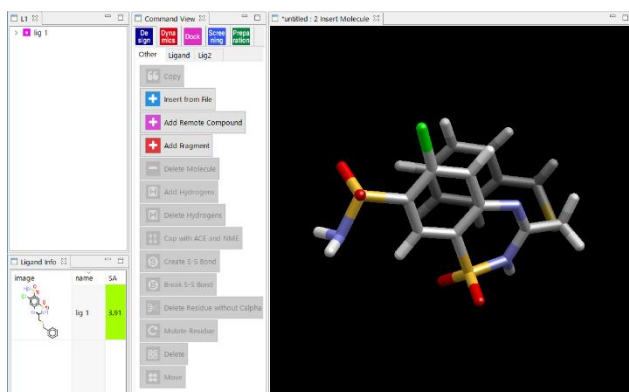 L1
> lig 1
Command View
*untitled : 2 Insert Molecule
De sign
Dyna mics
Dock
Scree ning
Prepa ration
Other
Ligand
Lig2
Copy
Insert from File
Add Remote Compound
Add Fragment
Delete Molecule
Add Hydrogens
Delete Hydrogens
Cap with ACE and NME
Create S-S Bond
Break S-S Bond
Delete Residue without Calpha
Mutate Residue
Delete
Move
Ligand Info
image
name
SA
lig 1
3.91